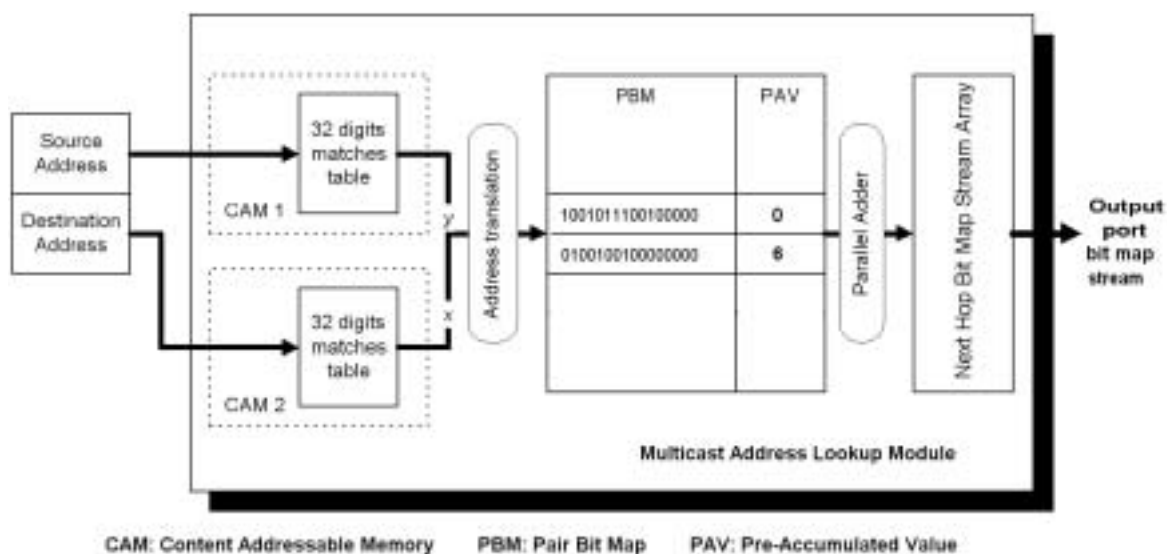 Source
Address
Destination
Address
32 digits
matches
table
CAM 1
32 digits
matches
table
CAM 2
Y
X
Address translation
PBM
PAV
1001011100100000
0
0100100100000000
6
Parallel Adder
Next Hop Bit Map Stream Array
Output
port
bit map
stream
Multicast Address Lookup Module
CAM: Content Addressable Memory PBM: Pair Bit Map PAV: Pre-Accumulated Value